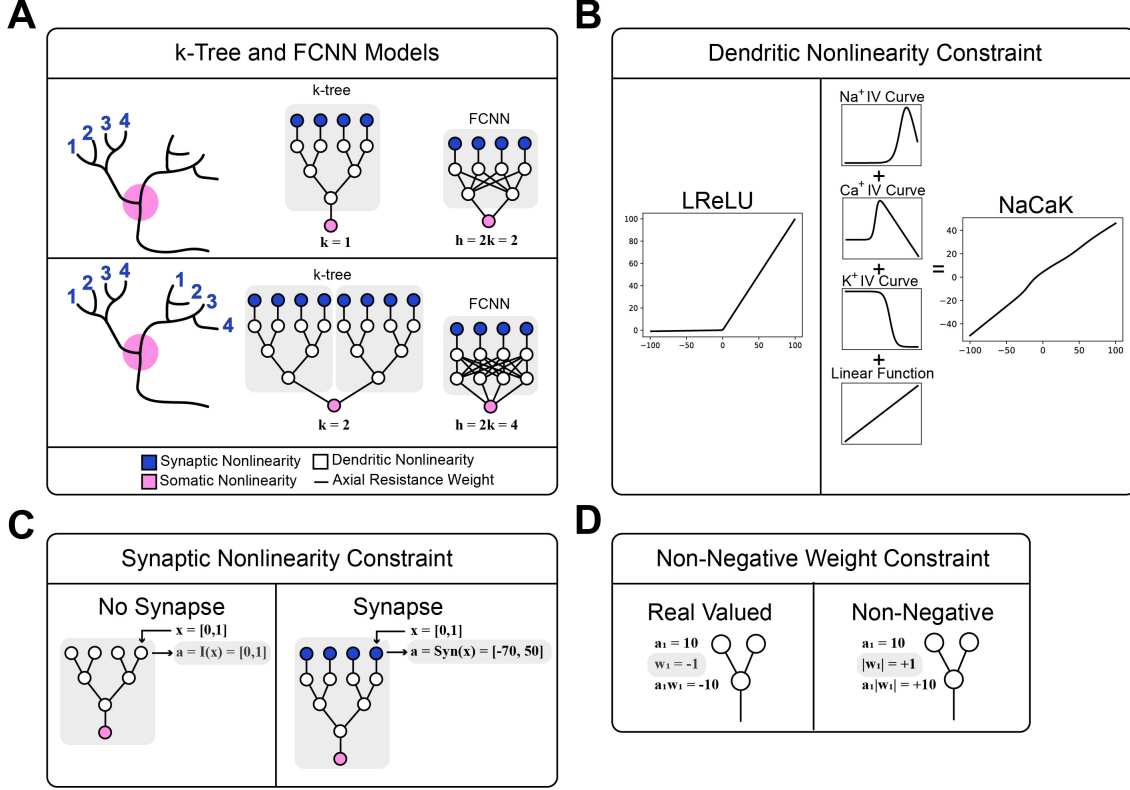 A
k-Tree and FCNN Models
1 2 3 4
k-tree
FCNN
k = 1
h = 2k = 2
1 2 3 4
1 2 3 4
k-tree
FCNN
k = 2
h = 2k = 4
Synaptic Nonlinearity
Dendritic Nonlinearity
Somatic Nonlinearity
Axial Resistance Weight
B
Dendritic Nonlinearity Constraint
LReLU
100
80
60
40
20
0
−100 −50 0 50 100
Na⁺ IV Curve
+
Ca⁺ IV Curve
+
K⁺ IV Curve
+
Linear Function
=
NaCaK
40
20
0
−20
−40
−100 −50 0 50 100
C
Synaptic Nonlinearity Constraint
No Synapse
x = [0,1]
a = I(x) = [0,1]
Synapse
x = [0,1]
a = Syn(x) = [-70, 50]
D
Non-Negative Weight Constraint
Real Valued
a₁ = 10
w₁ = -1
a₁w₁ = -10
Non-Negative
a₁ = 10
|w₁| = +1
a₁|w₁| = +10